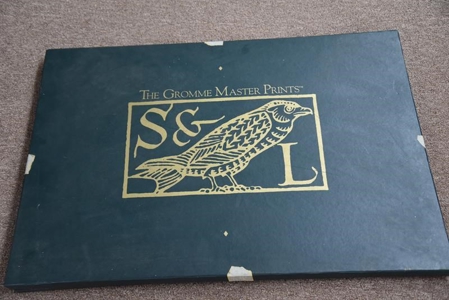 THE GROMME MASTER PRINTS™
S&
L